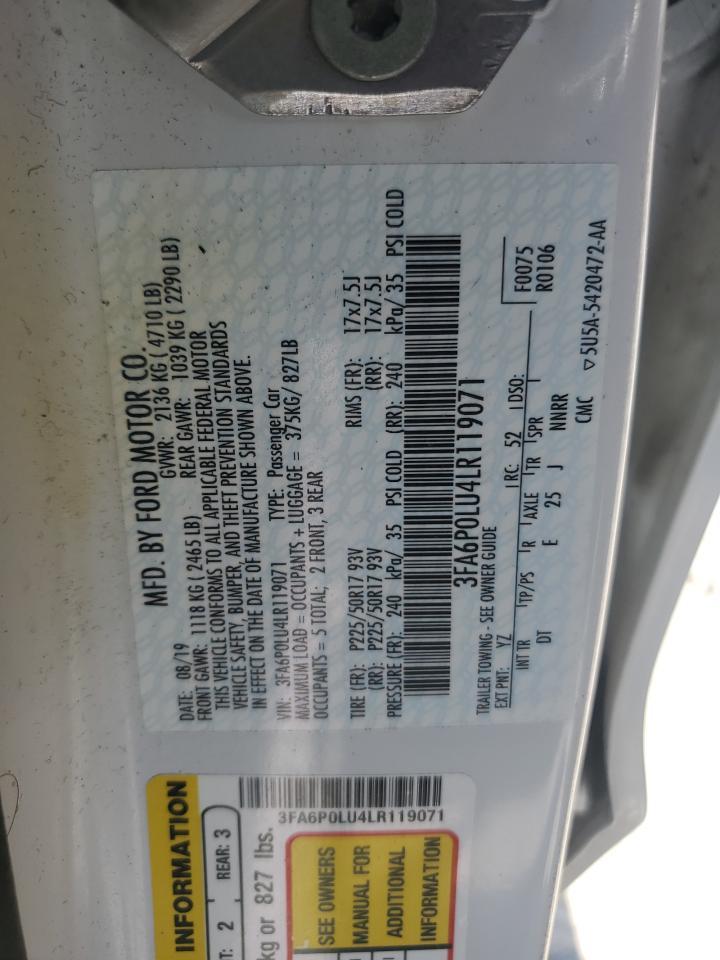 MFD. BY FORD MOTOR CO.
DATE: 08/19 GVWR: 2136 KG ( 4710 LB)
FRONT GAWR: 1118 KG ( 2465 LB) REAR GAWR: 1039 KG ( 2290 LB)
THIS VEHICLE CONFORMS TO ALL APPLICABLE FEDERAL MOTOR
VEHICLE SAFETY, BUMPER, AND THEFT PREVENTION STANDARDS
IN EFFECT ON THE DATE OF MANUFACTURE SHOWN ABOVE.
VIN: 3FA6P0LU4LR119071 TYPE: Passenger Car
MAXIMUM LOAD = OCCUPANTS + LUGGAGE = 375KG/ 827LB
OCCUPANTS = 5 TOTAL; 2 FRONT, 3 REAR
TIRE (FR): P225/50R17 93V RIMS (FR): 17x7.5J
(RR): P225/50R17 93V (RR): 17x7.5J
PRESSURE (FR): 240 kPa/ 35 PSI COLD (RR): 240 kPa/ 35 PSI COLD
3FA6P0LU4LR119071
TRAILER TOWING - SEE OWNER GUIDE F0075
EXT PNT: YZ RC: 52 DSO: R0106
INT TR TP/PS R AXLE TR SPR
DT E 25 J NNRR
CMC ▽5U5A-5420472-AA
INFORMATION
T: 2 REAR: 3
kg or 827 lbs.
3FA6P0LU4LR119071
SEE OWNERS
MANUAL FOR
ADDITIONAL
INFORMATION